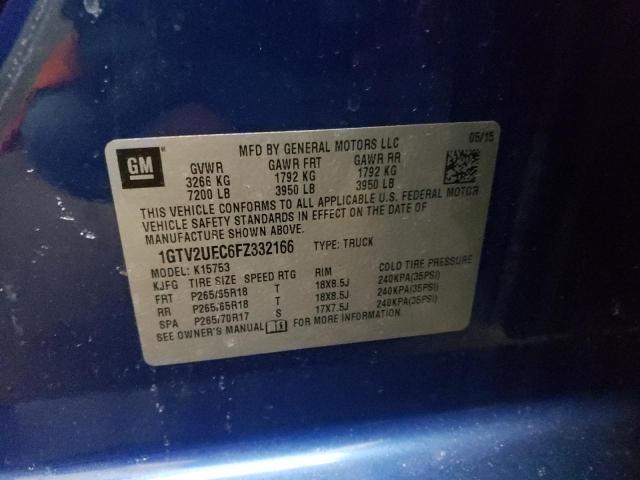 MFD BY GENERAL MOTORS LLC 05/15
GM
GVWR GAWR FRT GAWR RR
3266 KG 1792 KG 1792 KG
7200 LB 3950 LB 3950 LB
THIS VEHICLE CONFORMS TO ALL APPLICABLE U.S. FEDERAL MOTOR
VEHICLE SAFETY STANDARDS IN EFFECT ON THE DATE OF
MANUFACTURE SHOWN ABOVE.
1GTV2UEC6FZ332166 TYPE: TRUCK
MODEL: K15753
KJFG TIRE SIZE SPEED RTG RIM COLD TIRE PRESSURE
FRT P265/65R18 T 18X8.5J 240KPA(35PSI)
RR P265/65R18 T 18X8.5J 240KPA(35PSI)
SPA P265/70R17 S 17X7.5J 240KPA(35PSI)
SEE OWNER'S MANUAL FOR MORE INFORMATION.